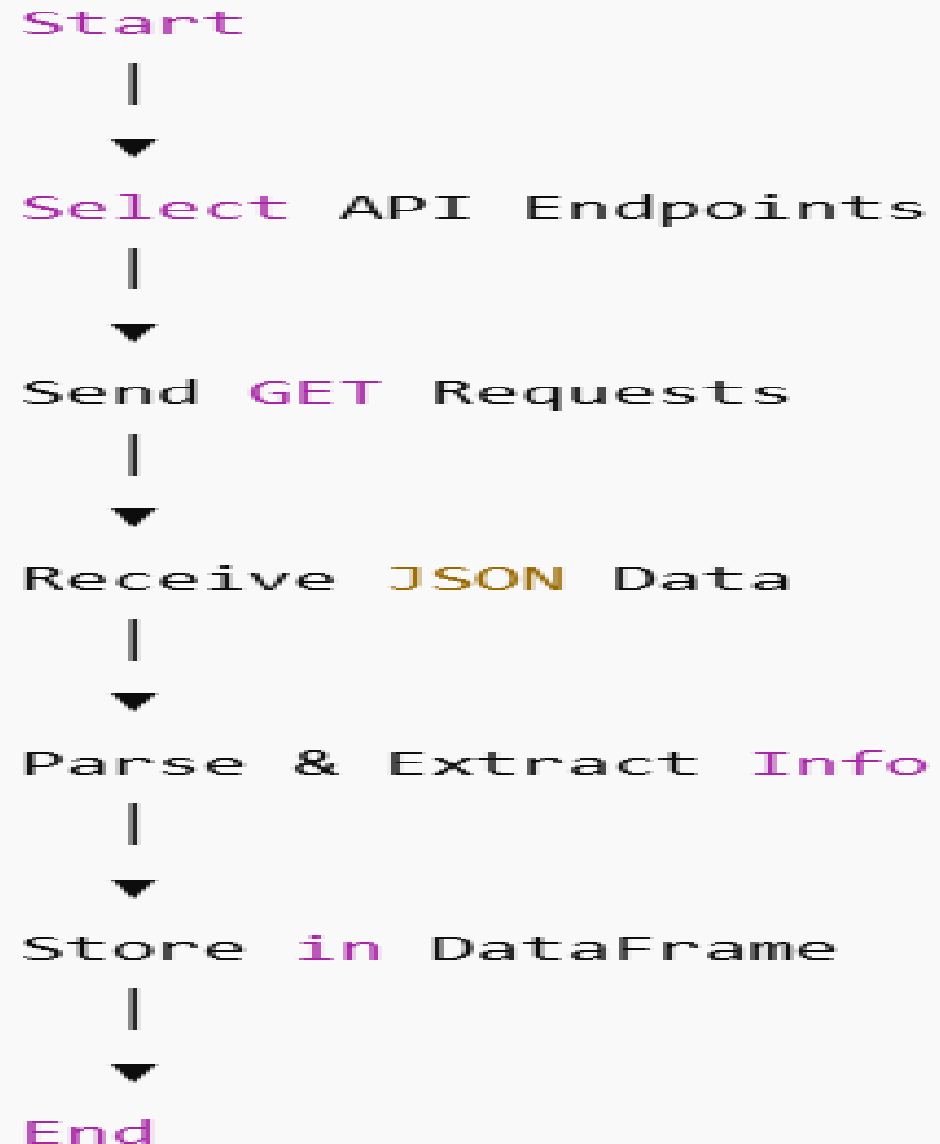 Start
|
▼
Select API Endpoints
|
▼
Send GET Requests
|
▼
Receive JSON Data
|
▼
Parse & Extract Info
|
▼
Store in DataFrame
|
▼
End